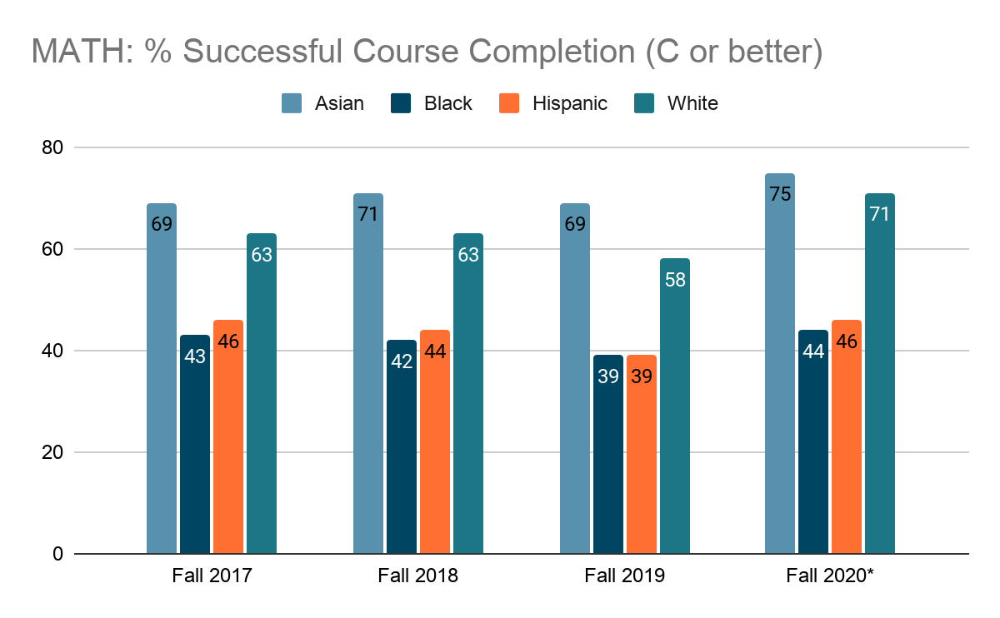 MATH: % Successful Course Completion (C or better)
Asian Black Hispanic White
80
60
40
20
0
69 43 46 63
71 42 44 63
69 39 39 58
75 44 46 71
Fall 2017 Fall 2018 Fall 2019 Fall 2020*